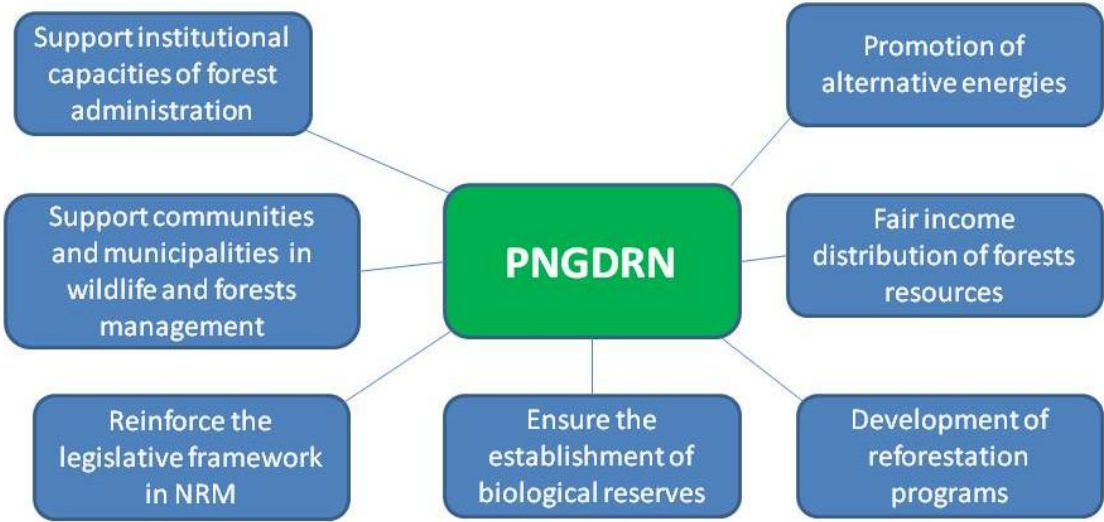 Support institutional
capacities of forest
administration
Promotion of
alternative energies
Support communities
and municipalities in
wildlife and forests
management
PNGDRN
Fair income
distribution of forests
resources
Reinforce the
legislative framework
in NRM
Ensure the
establishment of
biological reserves
Development of
reforestation
programs